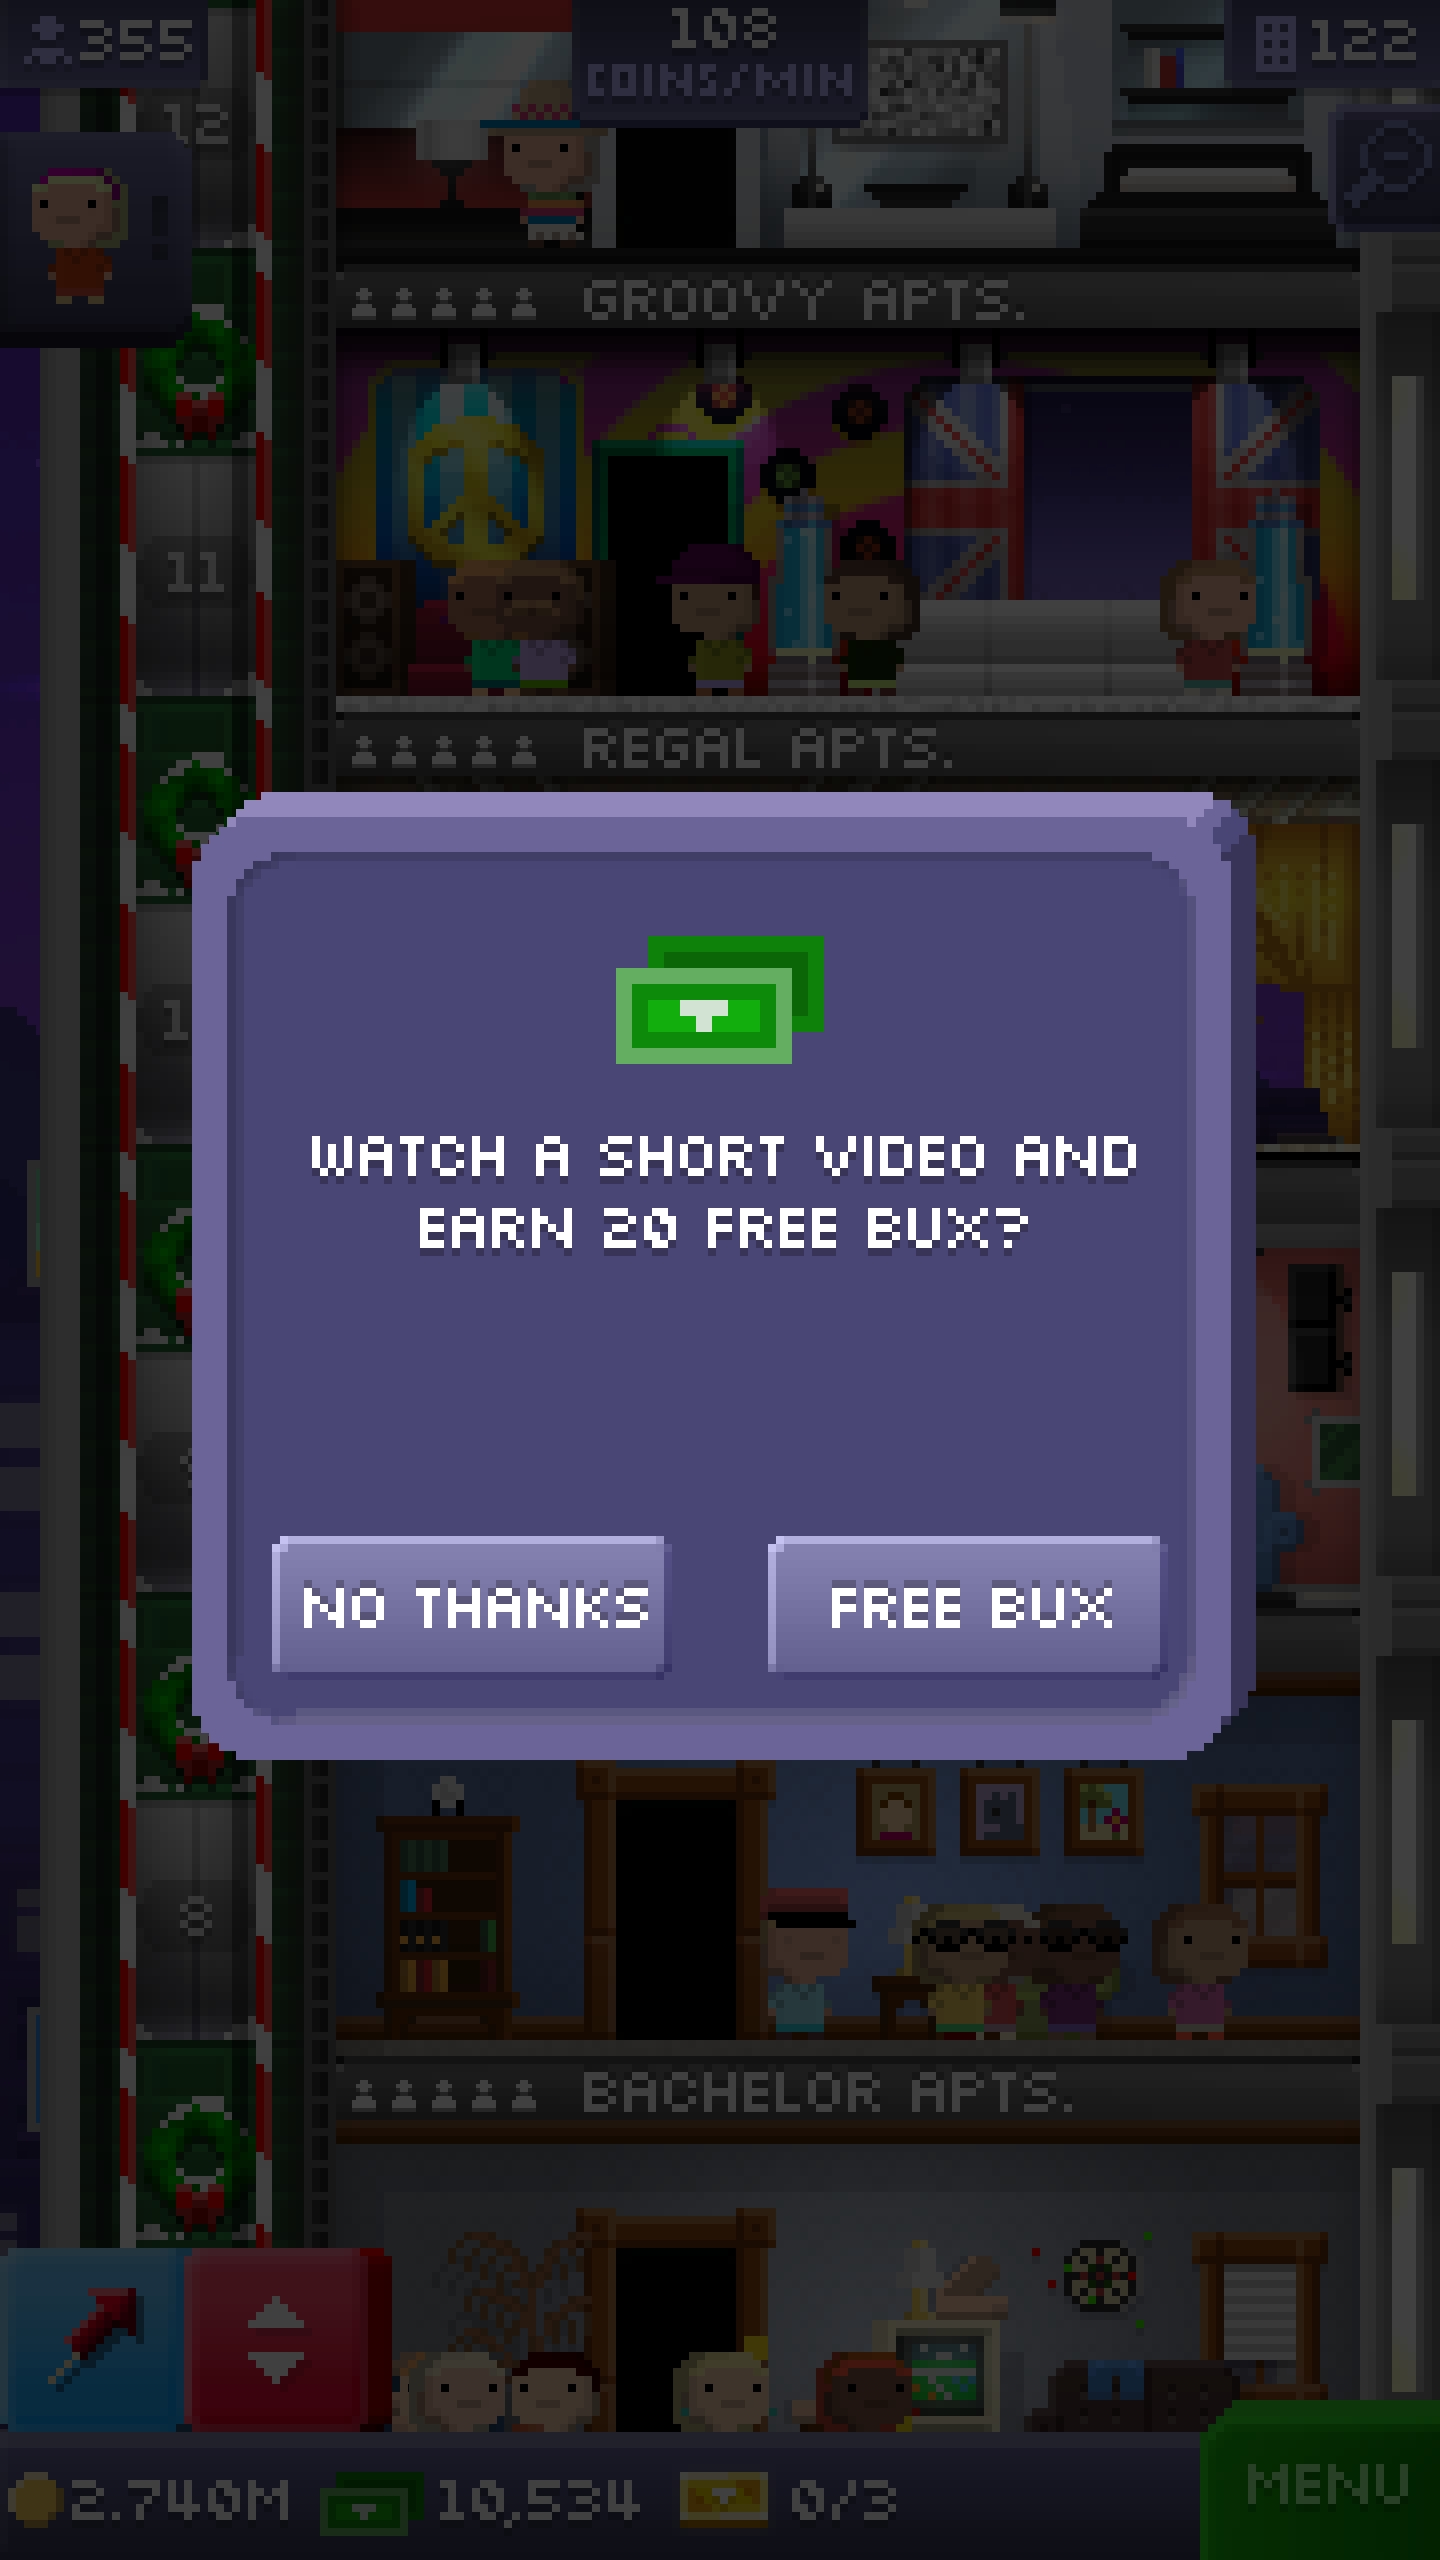 355
108
COINS/MIN
122
12
GROOVY APTS.
11
REGAL APTS.
WATCH A SHORT VIDEO AND
EARN 20 FREE BUX?
NO THANKS
FREE BUX
8
BACHELOR APTS.
2.740M
10,534
0/3
MENU